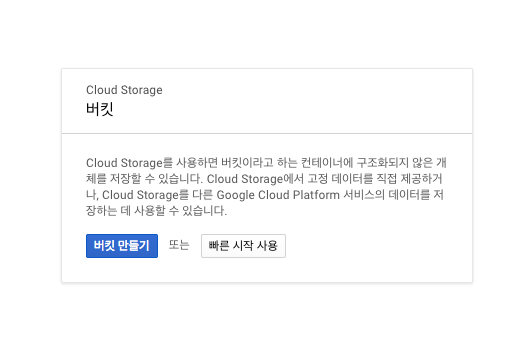 Cloud Storage
버킷
Cloud Storage를 사용하면 버킷이라고 하는 컨테이너에 구조화되지 않은 개
체를 저장할 수 있습니다. Cloud Storage에서 고정 데이터를 직접 제공하거
나, Cloud Storage를 다른 Google Cloud Platform 서비스의 데이터를 저
장하는 데 사용할 수 있습니다.
버킷 만들기 또는 빠른 시작 사용